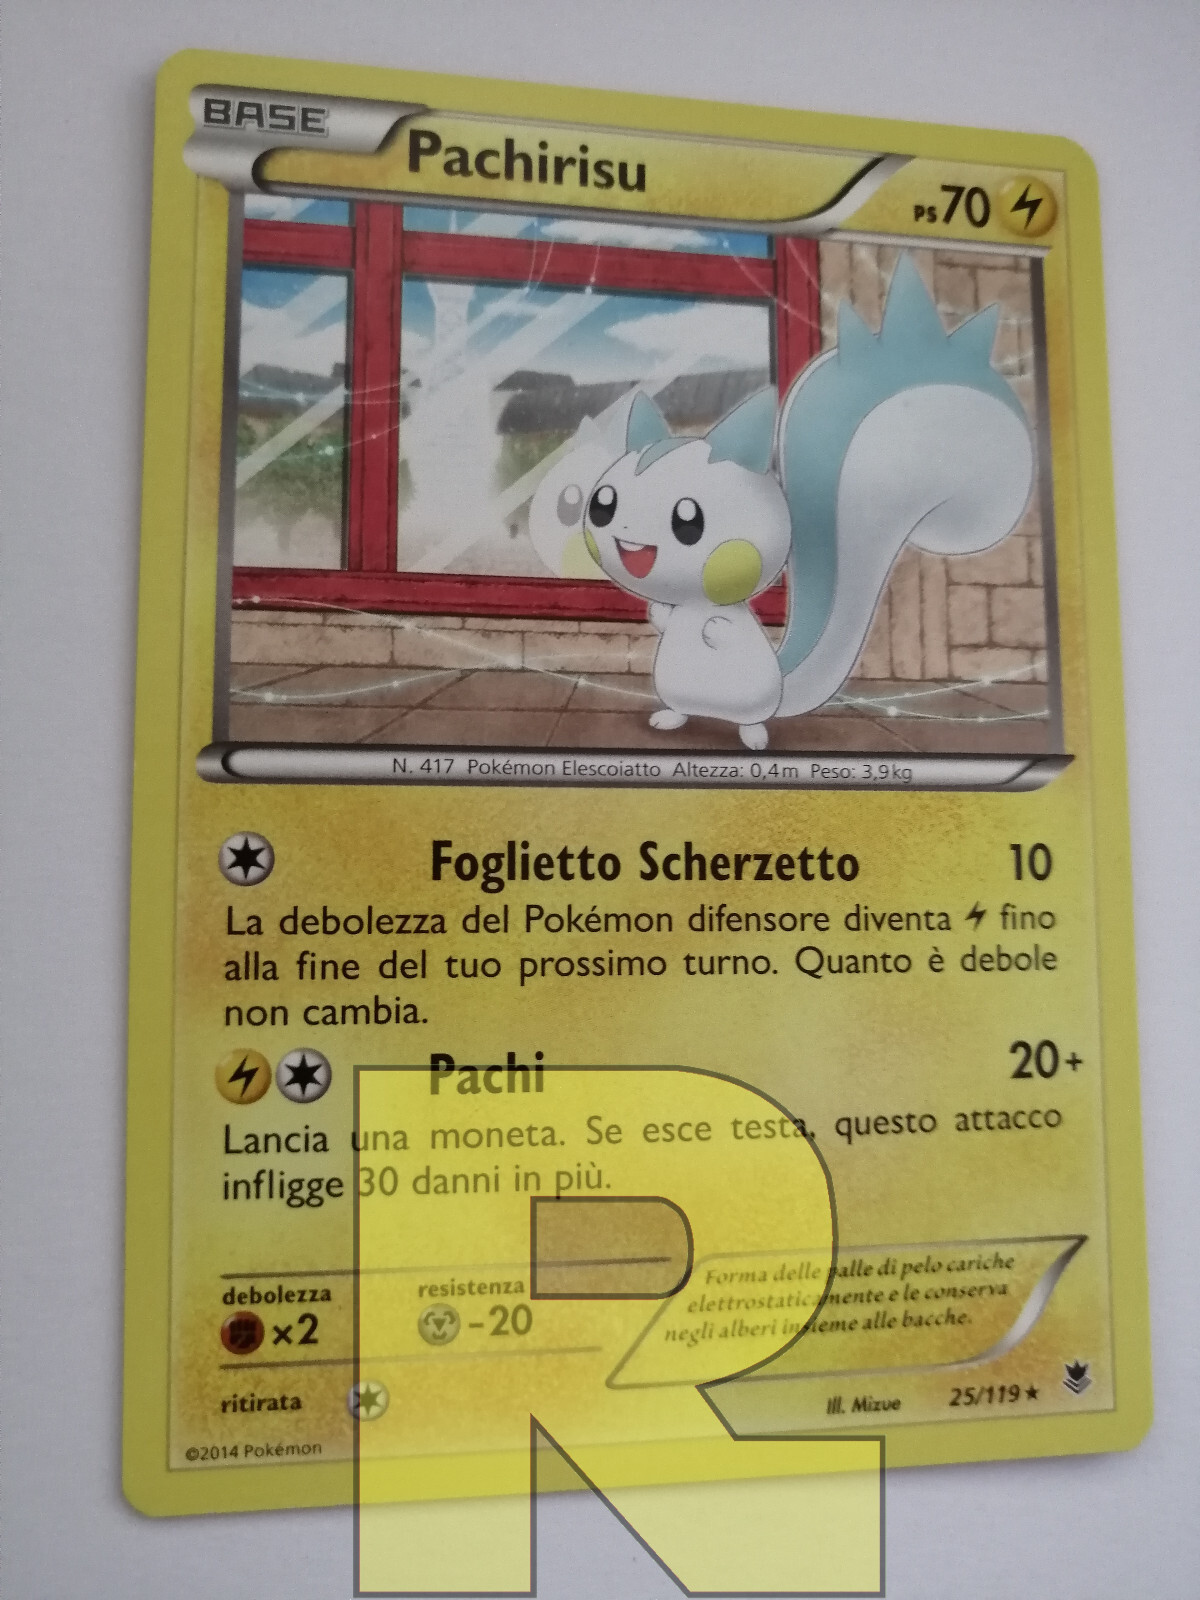 BASE
Pachirisu
PS70
N. 417 Pokémon Elescoiatto Altezza: 0,4m Peso: 3,9kg
Foglietto Scherzetto 10
La debolezza del Pokémon difensore diventa fino
alla fine del tuo prossimo turno. Quanto è debole
non cambia.
Pachi 20+
Lancia una moneta. Se esce testa, questo attacco
infligge 30 danni in più.
debolezza
×2
resistenza
-20
ritirata
Forma delle palle di pelo cariche
elettrostaticamente e le conserva
negli alberi insieme alle bacche.
Ill. Mizue
25/119 ★
©2014 Pokémon
R